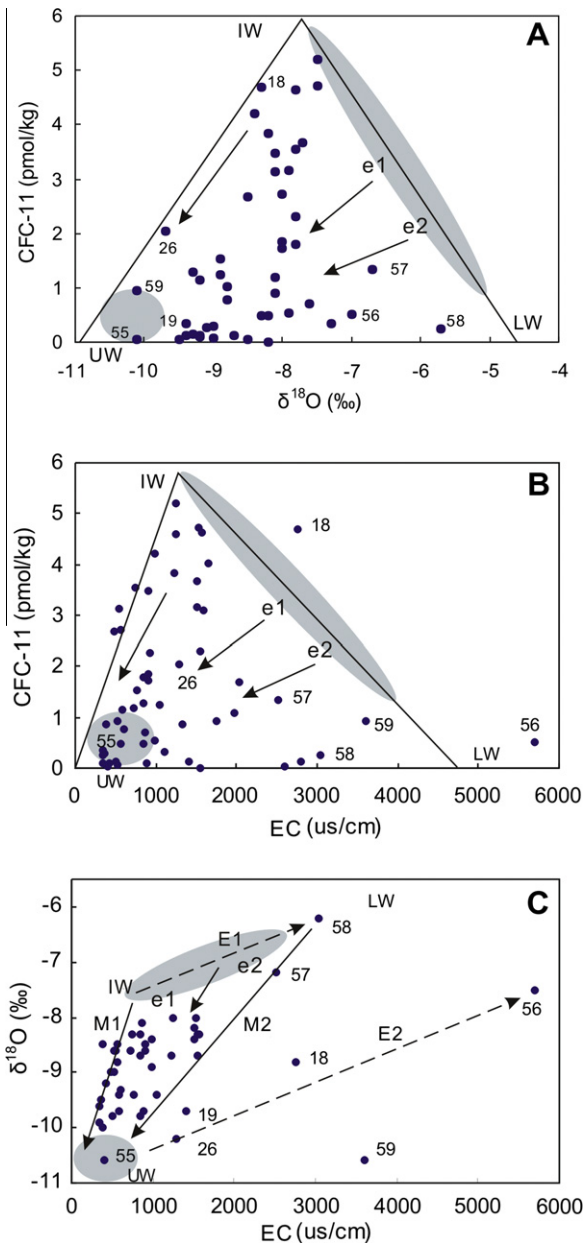 A
IW
6
5
4
3
2
1
0
CFC-11 (pmol/kg)
18
e1
e2
26
57
59
19
56
58
55
UW
LW
-11 -10 -9 -8 -7 -6 -5 -4
δ18O (‰)
B
IW
6
5
4
3
2
1
0
CFC-11 (pmol/kg)
18
e1
26
e2
57
59
55
58
56
UW
LW
0 1000 2000 3000 4000 5000 6000
EC (us/cm)
C
LW
-6
-7
-8
-9
-10
-11
δ18O (‰)
E1
58
IW
e2
57
e1
56
M1
M2
E2
18
19
26
55
59
UW
0 1000 2000 3000 4000 5000 6000
EC (us/cm)